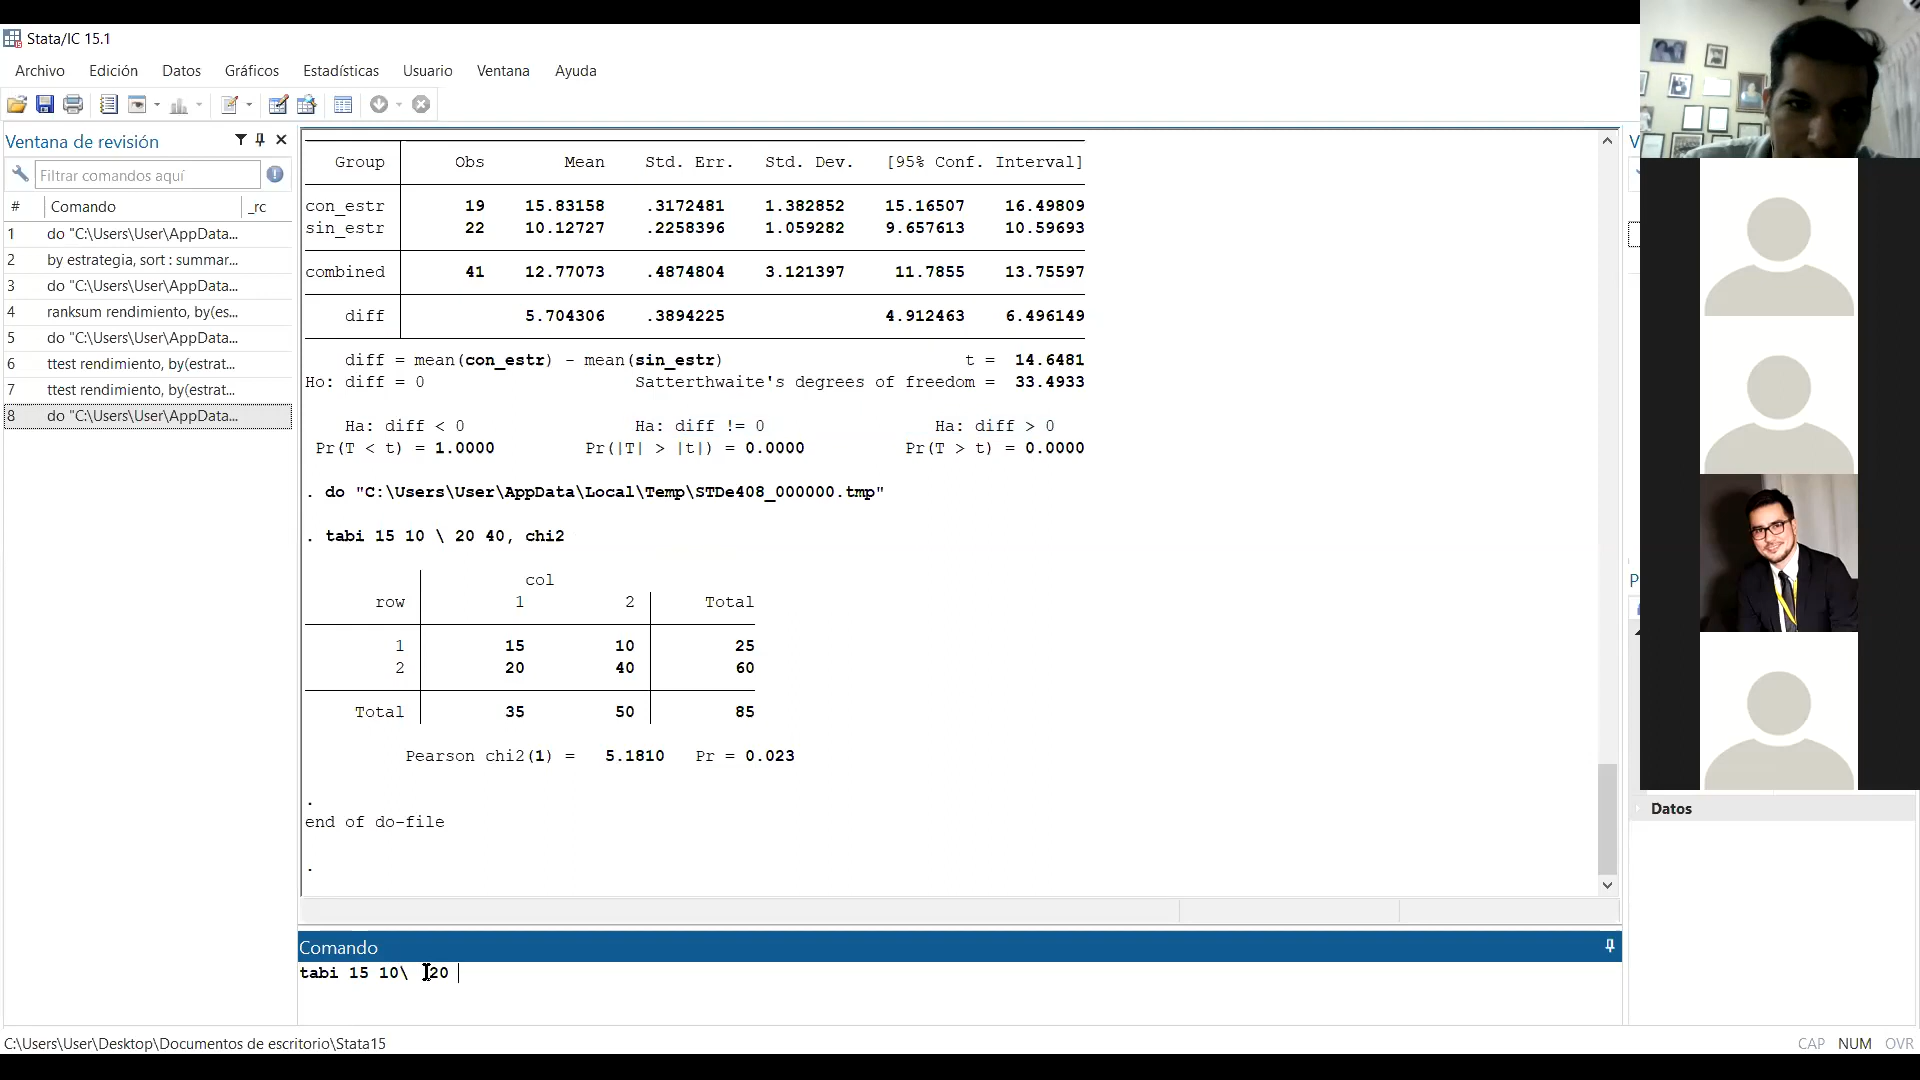 Stata/IC 15.1
Archivo Edición Datos Gráficos Estadísticas Usuario Ventana Ayuda
Ventana de revisión
Filtrar comandos aquí
# Comando _rc
1 do "C:\Users\User\AppData...
2 by estrategia, sort : summar...
3 do "C:\Users\User\AppData...
4 ranksum rendimiento, by(es...
5 do "C:\Users\User\AppData...
6 ttest rendimiento, by(estrat...
7 ttest rendimiento, by(estrat...
8 do "C:\Users\User\AppData...
Group Obs Mean Std. Err. Std. Dev. [95% Conf. Interval]
con_estr 19 15.83158 .3172481 1.382852 15.16507 16.49809
sin_estr 22 10.12727 .2258396 1.059282 9.657613 10.59693
combined 41 12.77073 .4874804 3.121397 11.7855 13.75597
diff 5.704306 .3894225 4.912463 6.496149
diff = mean(con_estr) - mean(sin_estr) t = 14.6481
Ho: diff = 0 Satterthwaite's degrees of freedom = 33.4933
Ha: diff < 0 Ha: diff != 0 Ha: diff > 0
Pr(T < t) = 1.0000 Pr(|T| > |t|) = 0.0000 Pr(T > t) = 0.0000
. do "C:\Users\User\AppData\Local\Temp\STDe408_000000.tmp"
. tabi 15 10 \ 20 40, chi2
col
row 1 2 Total
1 15 10 25
2 20 40 60
Total 35 50 85
Pearson chi2(1) = 5.1810 Pr = 0.023
.
end of do-file
.
Comando
tabi 15 10\ 20
V
P
Datos
C:\Users\User\Desktop\Documentos de escritorio\Stata15
CAP NUM OVR